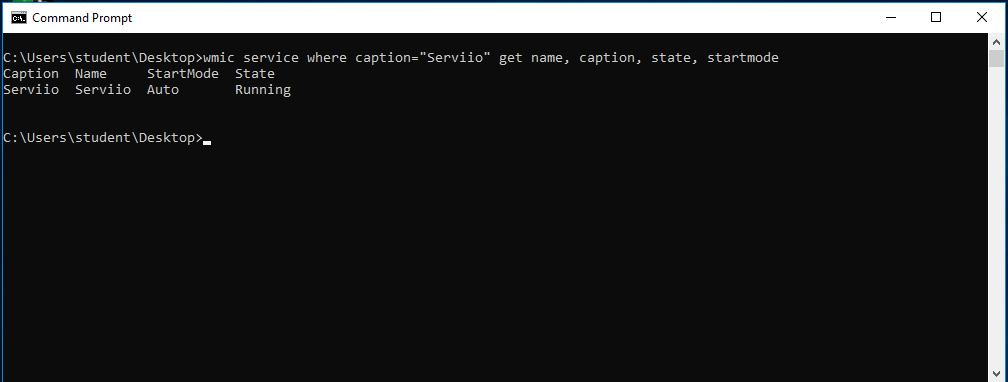 Command Prompt
C:\Users\student\Desktop>wmic service where caption="Serviio" get name, caption, state, startmode
Caption  Name     StartMode  State
Serviio  Serviio  Auto       Running
C:\Users\student\Desktop>